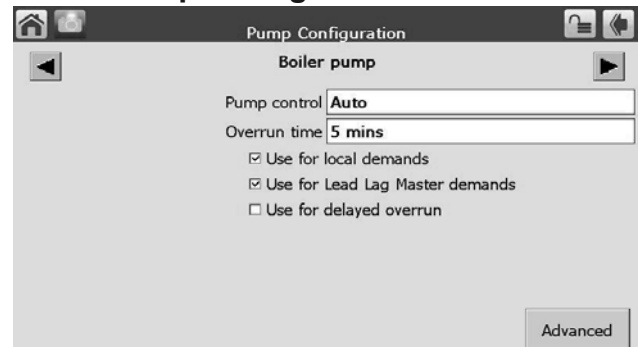 Pump Configuration
Boiler pump
Pump control Auto
Overrun time 5 mins
Use for local demands
Use for Lead Lag Master demands
Use for delayed overrun
Advanced